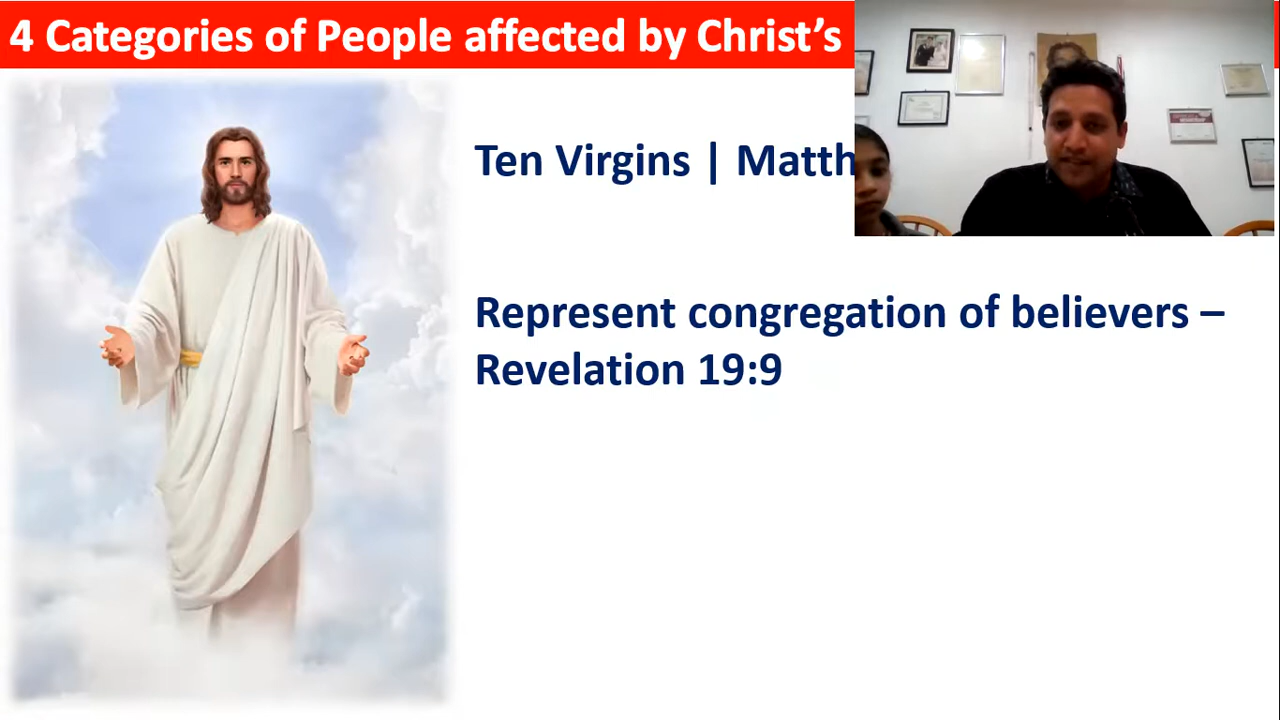 4 Categories of People affected by Christ’s
Ten Virgins | Matth
Represent congregation of believers –
Revelation 19:9